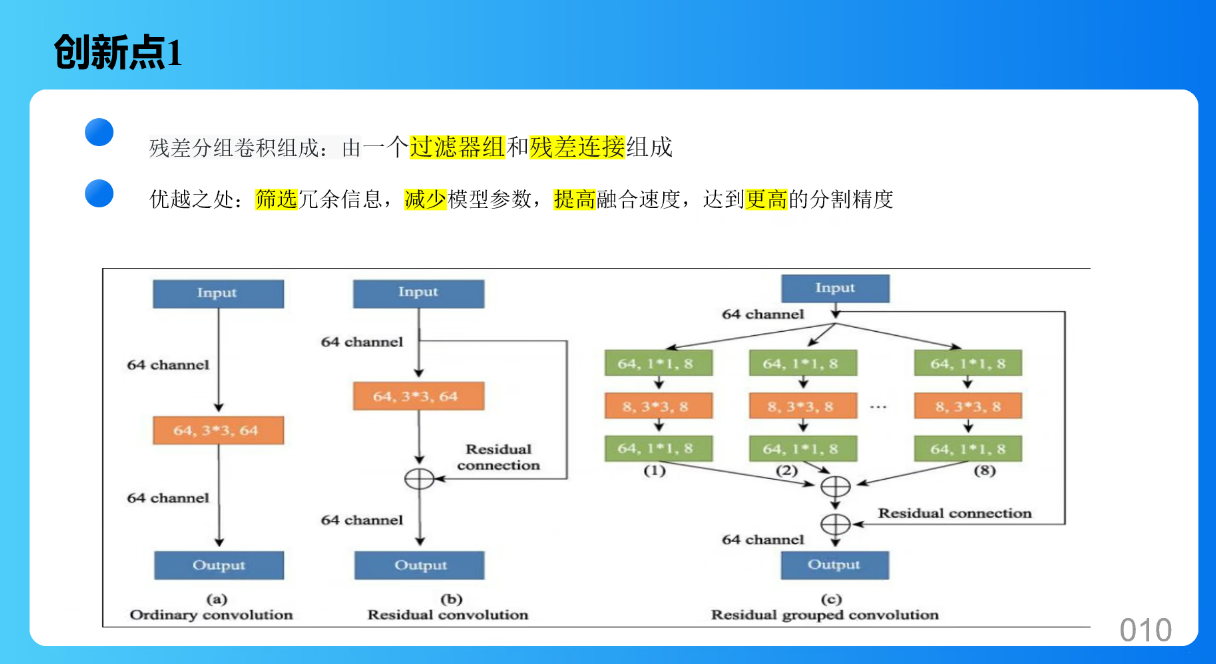 创新点1
残差分组卷积组成：由一个过滤器组和残差连接组成
优越之处：筛选冗余信息，减少模型参数，提高融合速度，达到更高的分割精度
Input
64 channel
64, 3*3, 64
64 channel
Output
(a)
Ordinary convolution
Input
64 channel
64, 3*3, 64
Residual
connection
64 channel
Output
(b)
Residual convolution
Input
64 channel
64, 1*1, 8 64, 1*1, 8 64, 1*1, 8
8, 3*3, 8 8, 3*3, 8 ... 8, 3*3, 8
64, 1*1, 8 64, 1*1, 8 64, 1*1, 8
(1) (2) (8)
Residual connection
64 channel
Output
(c)
Residual grouped convolution
010